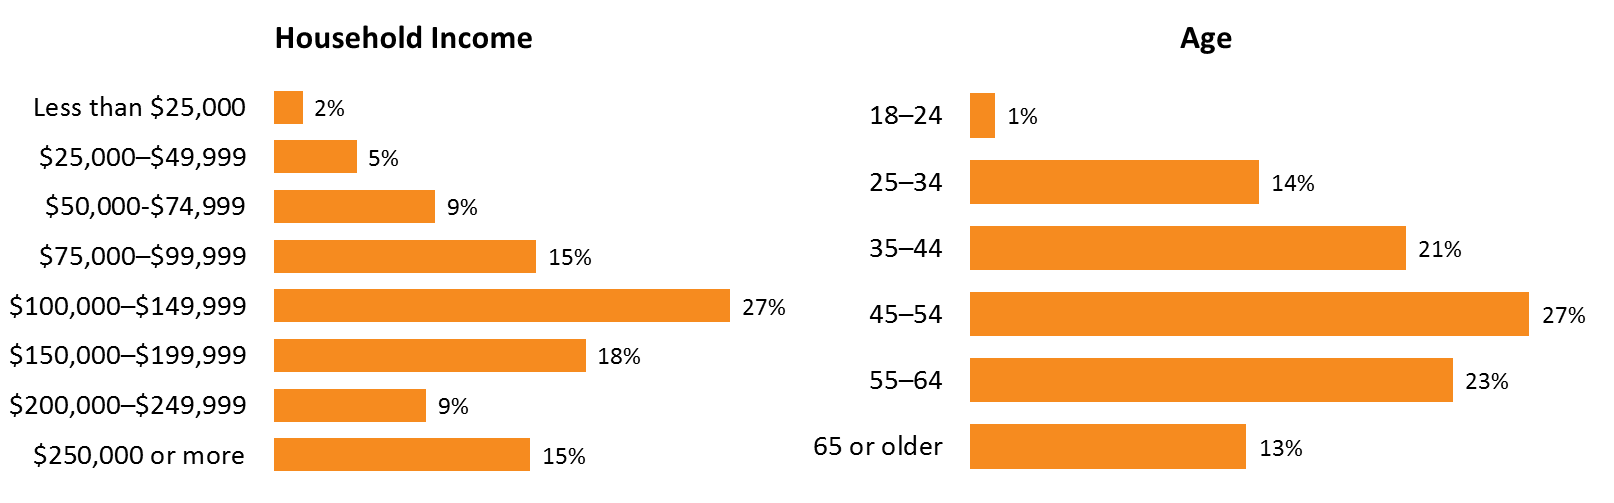 Household Income
Less than $25,000 2%
$25,000–$49,999 5%
$50,000-$74,999 9%
$75,000–$99,999 15%
$100,000–$149,999 27%
$150,000–$199,999 18%
$200,000–$249,999 9%
$250,000 or more 15%
Age
18–24 1%
25–34 14%
35–44 21%
45–54 27%
55–64 23%
65 or older 13%